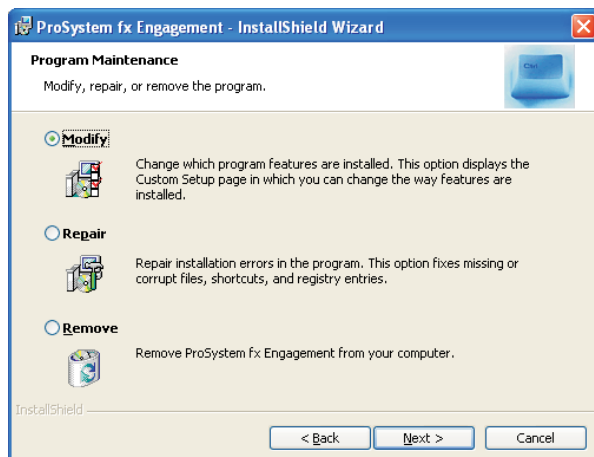 ProSystem fx Engagement - InstallShield Wizard
Program Maintenance
Modify, repair, or remove the program.
Ctrl
Modify
Change which program features are installed. This option displays the
Custom Setup page in which you can change the way features are
installed.
Repair
Repair installation errors in the program. This option fixes missing or
corrupt files, shortcuts, and registry entries.
Remove
Remove ProSystem fx Engagement from your computer.
InstallShield
< Back
Next >
Cancel